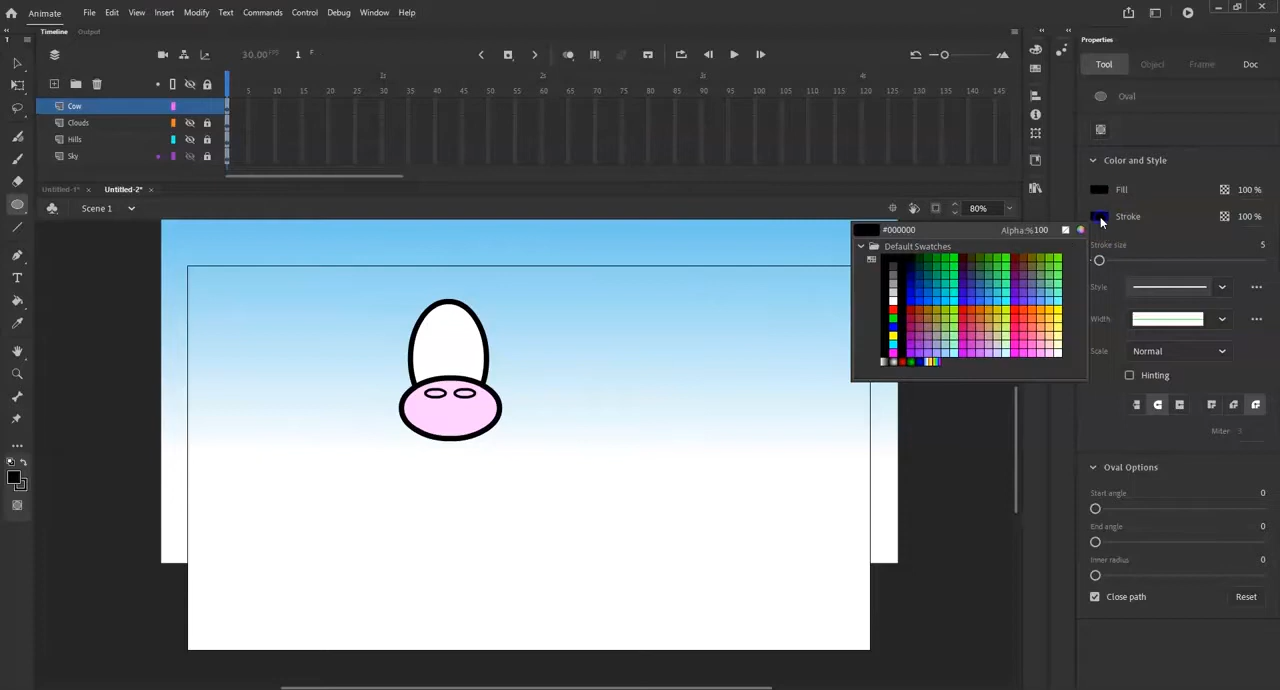 Animate File Edit View Insert Modify Text Commands Control Debug Window Help
Timeline Output
Properties
30.00 FPS 1 F
Tool Object Frame Doc
1s 2s 3s 4s
5 10 15 20 25 30 35 40 45 50 55 60 65 70 75 80 85 90 95 100 105 110 115 120 125 130 135 140 145
Cow
Clouds
Hills
Sky
Oval
Color and Style
Fill 100 %
Stroke 100 %
Untitled-1* × Untitled-2* ×
Scene 1 80%
#000000 Alpha:%100
Default Swatches
Stroke size 5
Style
Width
Scale Normal
Hinting
Miter 3
Oval Options
Start angle 0
End angle 0
Inner radius 0
Close path Reset